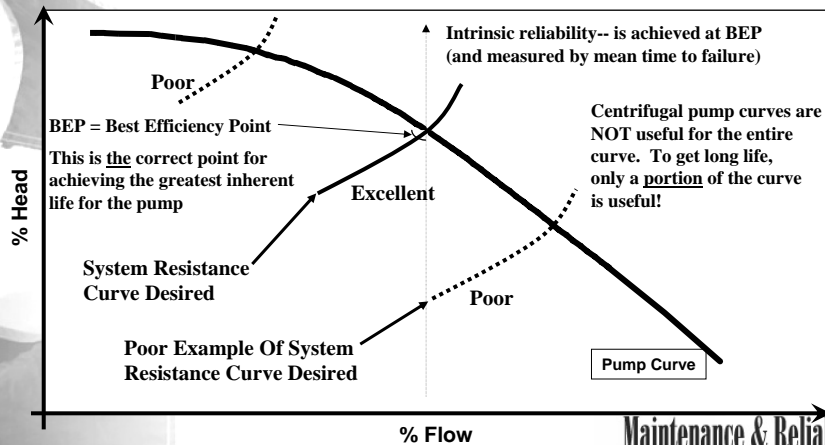 Intrinsic reliability-- is achieved at BEP
(and measured by mean time to failure)
Poor
BEP = Best Efficiency Point
This is the correct point for
achieving the greatest inherent
life for the pump
Centrifugal pump curves are
NOT useful for the entire
curve. To get long life,
only a portion of the curve
is useful!
Excellent
% Head
System Resistance
Curve Desired
Poor
Poor Example Of System
Resistance Curve Desired
Pump Curve
% Flow
Maintenance & Relia